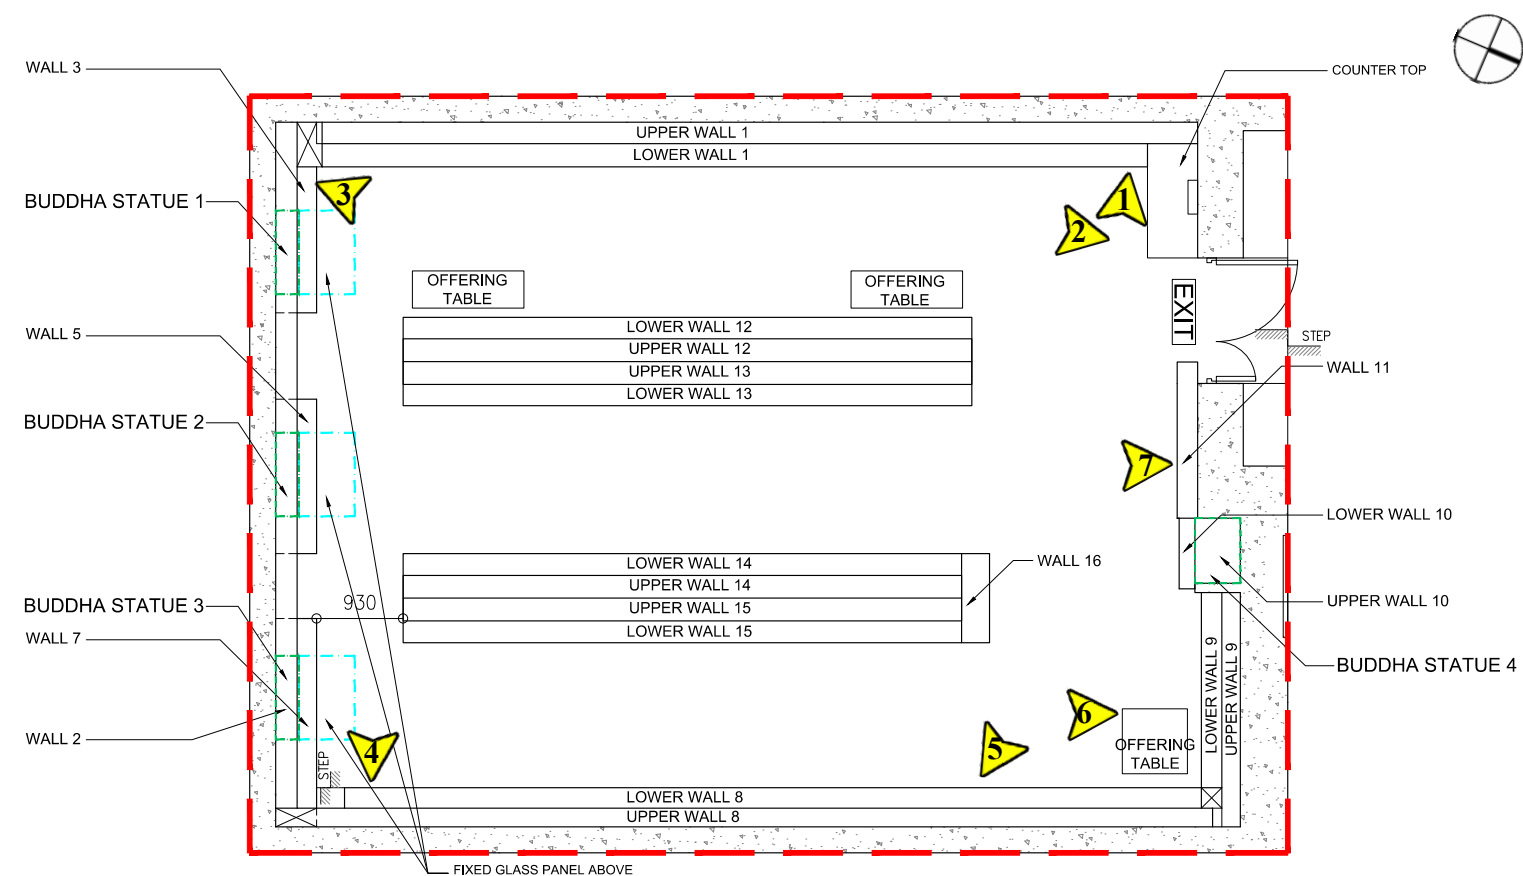 WALL 3
COUNTER TOP
UPPER WALL 1
LOWER WALL 1
BUDDHA STATUE 1
3
1
2
OFFERING
TABLE
OFFERING
TABLE
EXIT
LOWER WALL 12
UPPER WALL 12
UPPER WALL 13
LOWER WALL 13
WALL 5
STEP
WALL 11
BUDDHA STATUE 2
7
LOWER WALL 10
LOWER WALL 14
UPPER WALL 14
UPPER WALL 15
LOWER WALL 15
WALL 16
930
BUDDHA STATUE 3
UPPER WALL 10
WALL 7
LOWER WALL 9
UPPER WALL 9
BUDDHA STATUE 4
WALL 2
4
STEP
5
6
OFFERING
TABLE
LOWER WALL 8
UPPER WALL 8
FIXED GLASS PANEL ABOVE